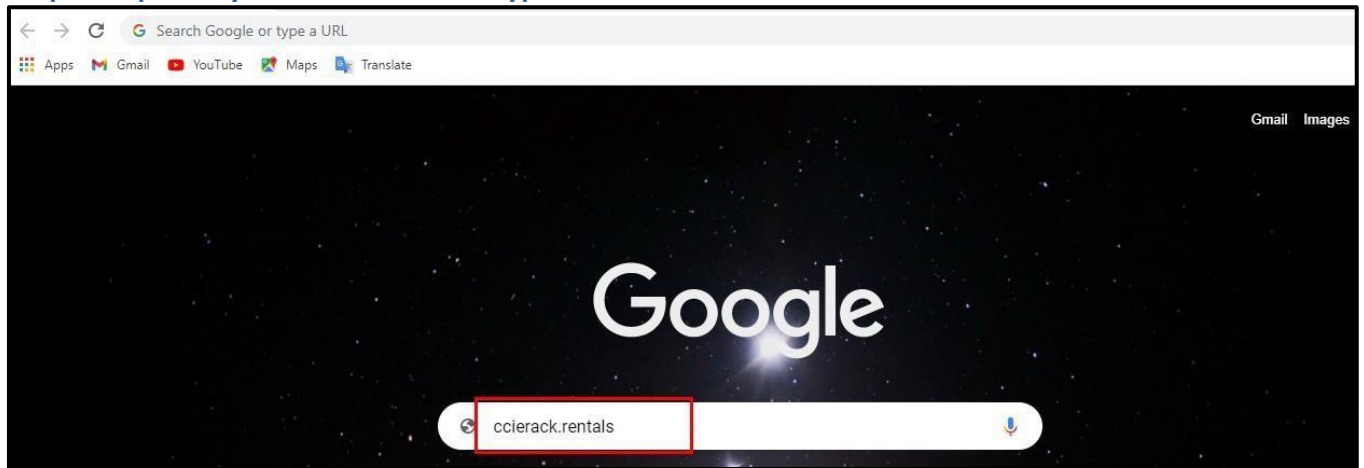 Search Google or type a URL
Apps Gmail YouTube Maps Translate
Gmail Images
Google
ccierack.rentals